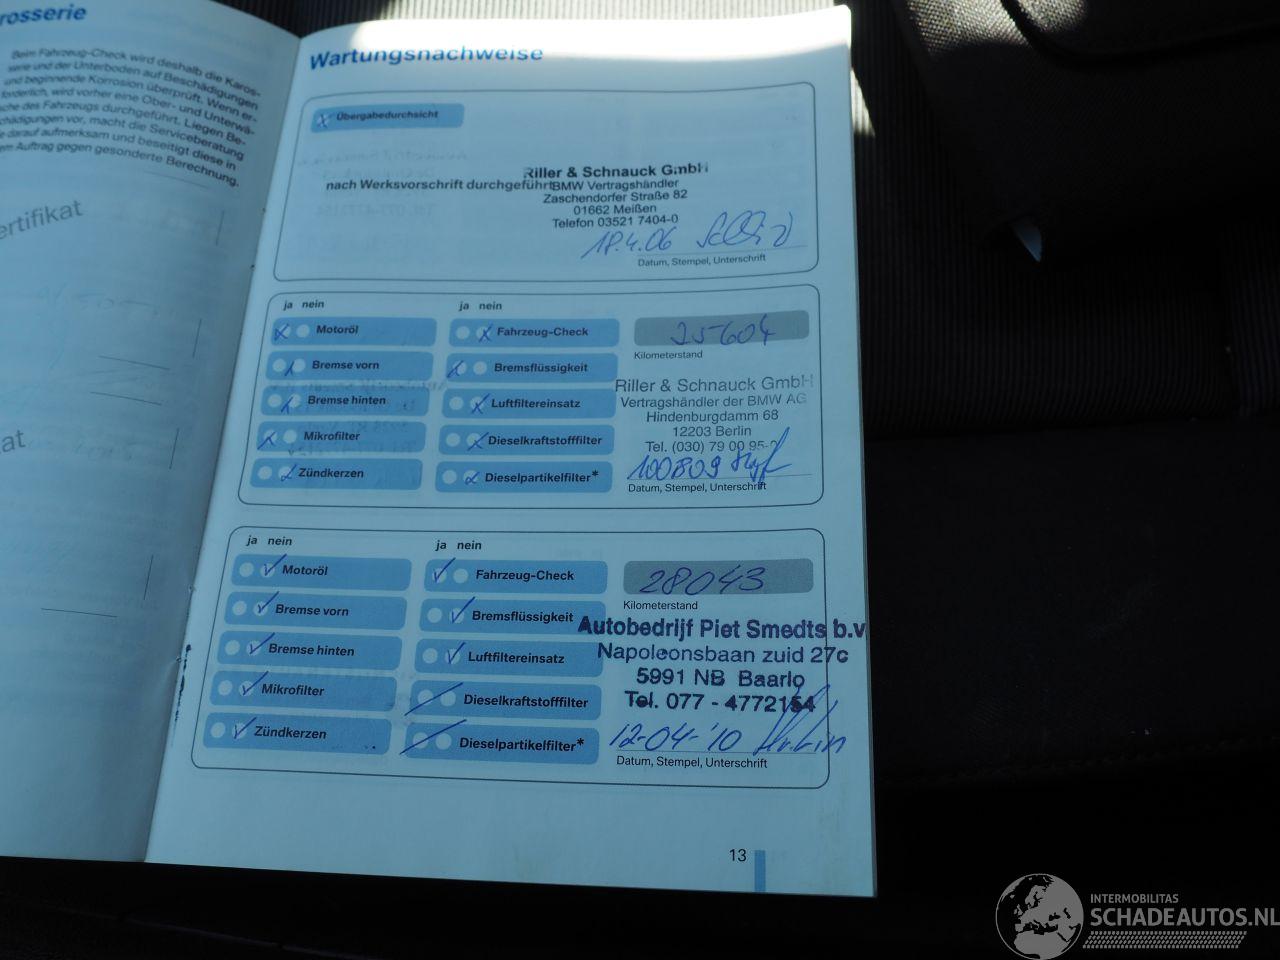 rosserie
Beim Fahrzeug-Check wird deshalb die Karos-
serie und der Unterboden auf Beschädigungen
und beginnende Korrosion überprüft. Wenn er-
forderlich, wird vorher eine Ober- und Unterwä-
che des Fahrzeugs durchgeführt. Liegen Be-
chädigungen vor, macht die Serviceberatung
e darauf aufmerksam und beseitigt diese in
em Auftrag gegen gesonderte Berechnung.
ertifikat
kat
Wartungsnachweise
Übergabedurchsicht
nach Werksvorschrift durchgeführt
Riller & Schnauck GmbH
BMW Vertragshändler
Zaschendorfer Straße 82
01662 Meißen
Telefon 03521 7404-0
18.4.06
Datum, Stempel, Unterschrift
ja nein
Motoröl
Bremse vorn
Bremse hinten
Mikrofilter
Zündkerzen
ja nein
Fahrzeug-Check
Bremsflüssigkeit
Luftfiltereinsatz
Dieselkraftstofffilter
Dieselpartikelfilter*
25604
Kilometerstand
Riller & Schnauck GmbH
Vertragshändler der BMW AG
Hindenburgdamm 68
12203 Berlin
Tel. (030) 79 00 95-
100809
Datum, Stempel, Unterschrift
ja nein
Motoröl
Bremse vorn
Bremse hinten
Mikrofilter
Zündkerzen
ja nein
Fahrzeug-Check
Bremsflüssigkeit
Luftfiltereinsatz
Dieselkraftstofffilter
Dieselpartikelfilter*
28043
Kilometerstand
Autobedrijf Piet Smedts b.v.
Napoleonsbaan zuid 27c
5991 NB Baarlo
Tel. 077 - 4772154
12-04-'10
Datum, Stempel, Unterschrift
13
INTERMOBILITAS
SCHADEAUTOS.NL